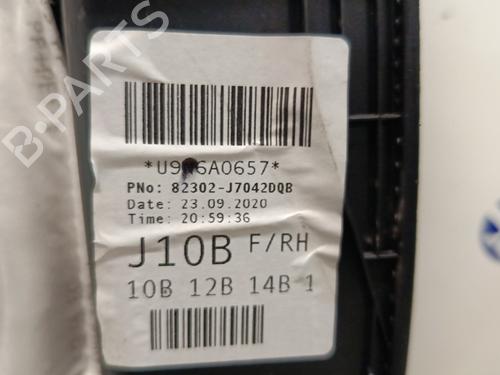 B-PARTS
PNo: 82302-J7042DQB
Date: 23.09.2020
Time: 20:59:36
J10B F/RH
10B 12B 14B 1